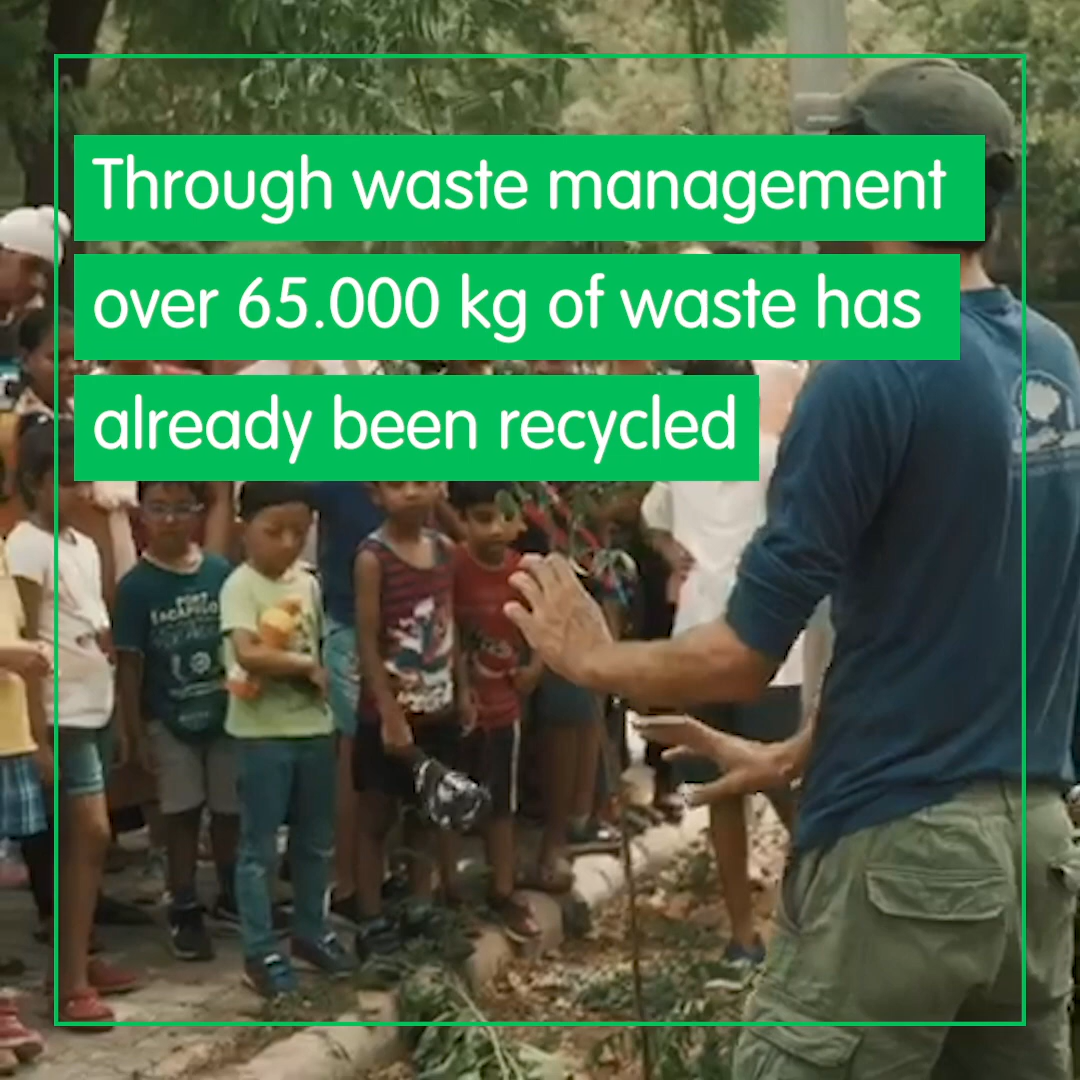 Through waste management
over 65.000 kg of waste has
already been recycled